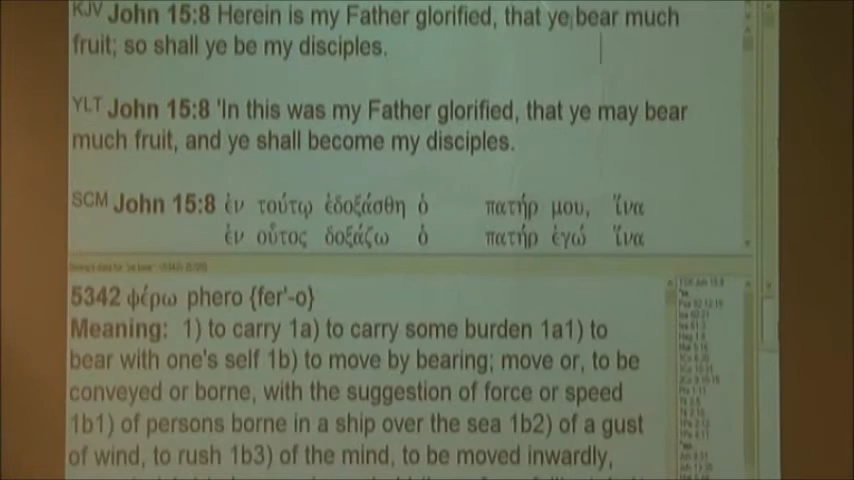 KJV John 15:8 Herein is my Father glorified, that ye bear much
fruit; so shall ye be my disciples.
YLT John 15:8 'In this was my Father glorified, that ye may bear
much fruit, and ye shall become my disciples.
SCM John 15:8 ἐν τούτῳ ἐδοξάσθη ὁ πατήρ μου, ἵνα
ἐν οὗτος δοξάζω ὁ πατήρ ἐγώ ἵνα
5342 φέρω phero {fer'-o}
Meaning: 1) to carry 1a) to carry some burden 1a1) to
bear with one's self 1b) to move by bearing; move or, to be
conveyed or borne, with the suggestion of force or speed
1b1) of persons borne in a ship over the sea 1b2) of a gust
of wind, to rush 1b3) of the mind, to be moved inwardly,